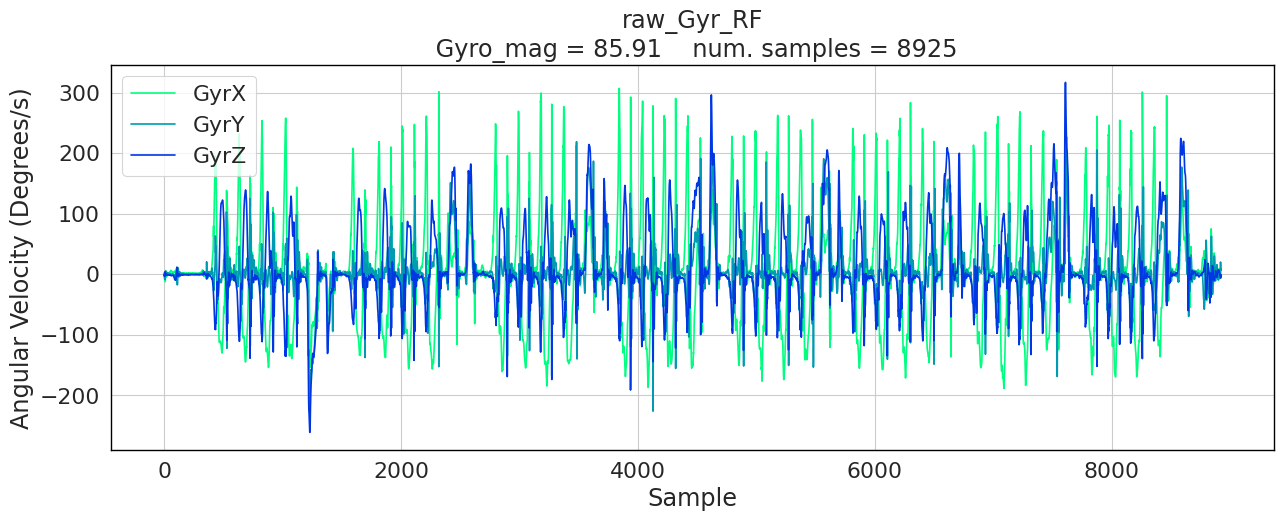 raw_Gyr_RF
Gyro_mag = 85.91    num. samples = 8925
GyrX
GyrY
GyrZ
300
200
100
0
−100
−200
Angular Velocity (Degrees/s)
0 2000 4000 6000 8000
Sample